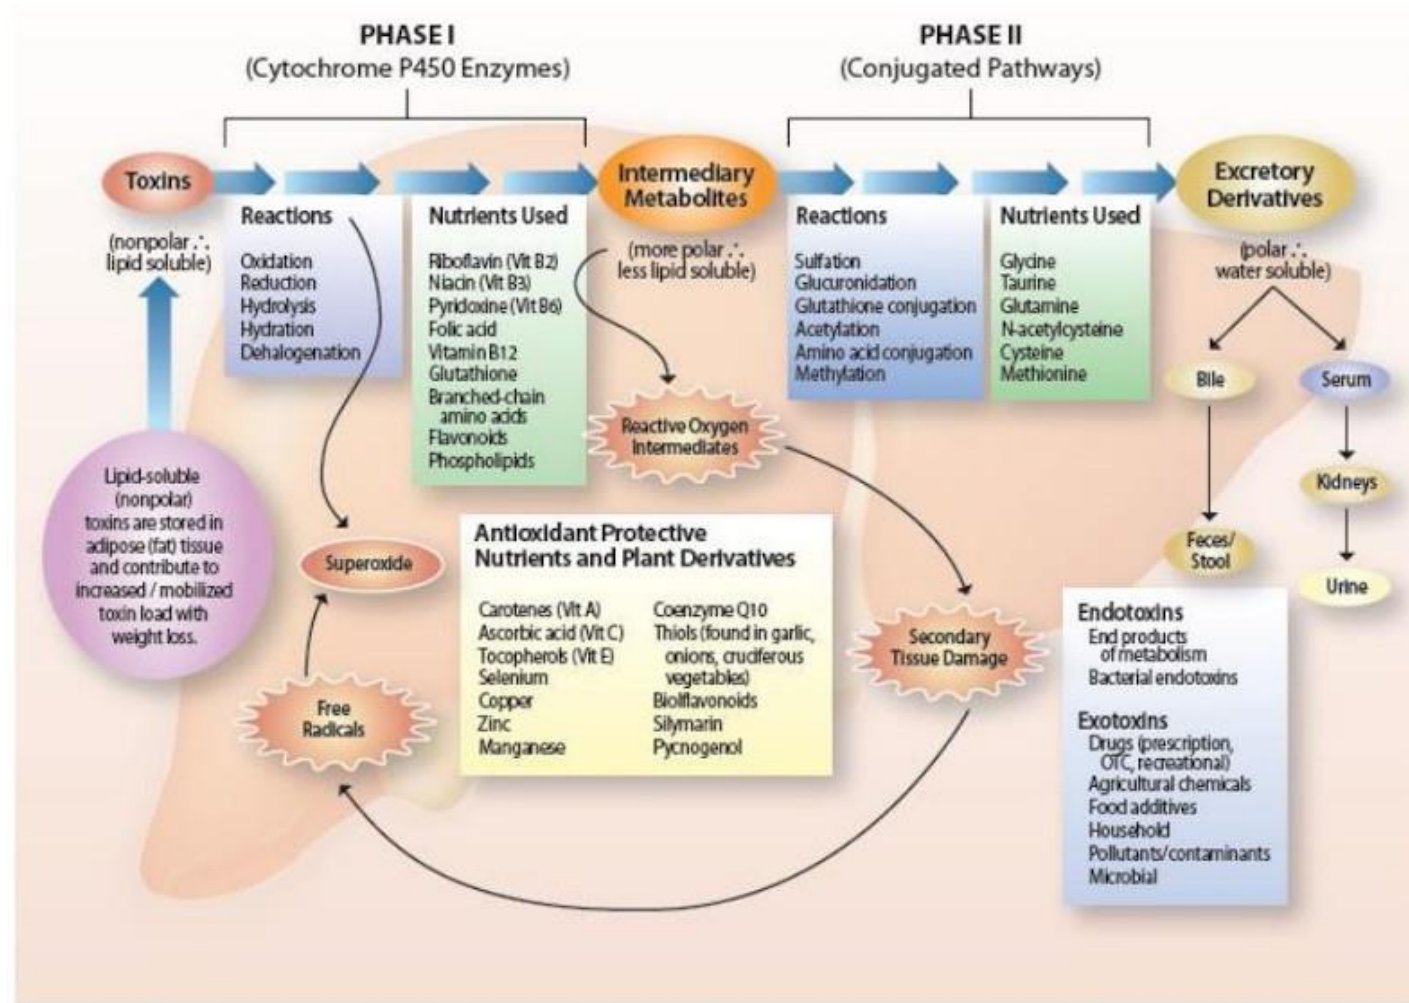 PHASE I
(Cytochrome P450 Enzymes)
PHASE II
(Conjugated Pathways)
Toxins
(nonpolar ∴
lipid soluble)
Reactions
Oxidation
Reduction
Hydrolysis
Hydration
Dehalogenation
Nutrients Used
Riboflavin (Vit B2)
Niacin (Vit B3)
Pyridoxine (Vit B6)
Folic acid
Vitamin B12
Glutathione
Branched-chain
amino acids
Flavonoids
Phospholipids
Intermediary
Metabolites
(more polar ∴
less lipid soluble)
Reactions
Sulfation
Glucuronidation
Glutathione conjugation
Acetylation
Amino acid conjugation
Methylation
Nutrients Used
Glycine
Taurine
Glutamine
N-acetylcysteine
Cysteine
Methionine
Excretory
Derivatives
(polar ∴
water soluble)
Bile
Serum
Kidneys
Feces/
Stool
Urine
Reactive Oxygen
Intermediates
Lipid-soluble
(nonpolar)
toxins are stored in
adipose (fat) tissue
and contribute to
increased / mobilized
toxin load with
weight loss.
Superoxide
Free
Radicals
Antioxidant Protective
Nutrients and Plant Derivatives
Carotenes (Vit A)
Ascorbic acid (Vit C)
Tocopherols (Vit E)
Selenium
Copper
Zinc
Manganese
Coenzyme Q10
Thiols (found in garlic,
onions, cruciferous
vegetables)
Biolflavonoids
Silymarin
Pycnogenol
Secondary
Tissue Damage
Endotoxins
End products
of metabolism
Bacterial endotoxins
Exotoxins
Drugs (prescription,
OTC, recreational)
Agricultural chemicals
Food additives
Household
Pollutants/contaminants
Microbial